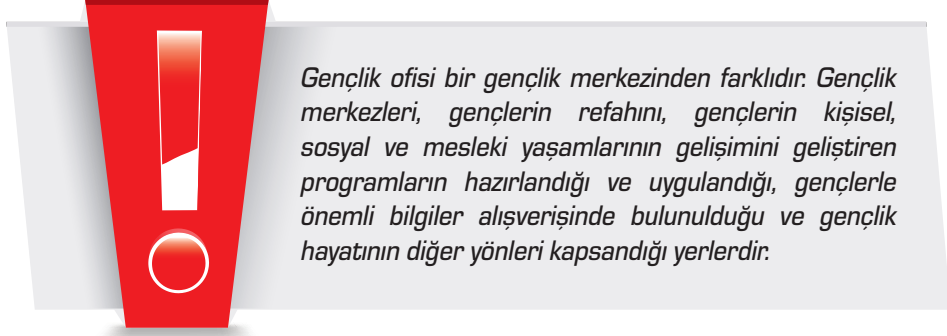 Gençlik ofisi bir gençlik merkezinden farklıdır. Gençlik
merkezleri, gençlerin refahını, gençlerin kişisel,
sosyal ve mesleki yaşamlarının gelişimini geliştiren
programların hazırlandığı ve uygulandığı, gençlerle
önemli bilgiler alışverişinde bulunulduğu ve gençlik
hayatının diğer yönleri kapsandığı yerlerdir.